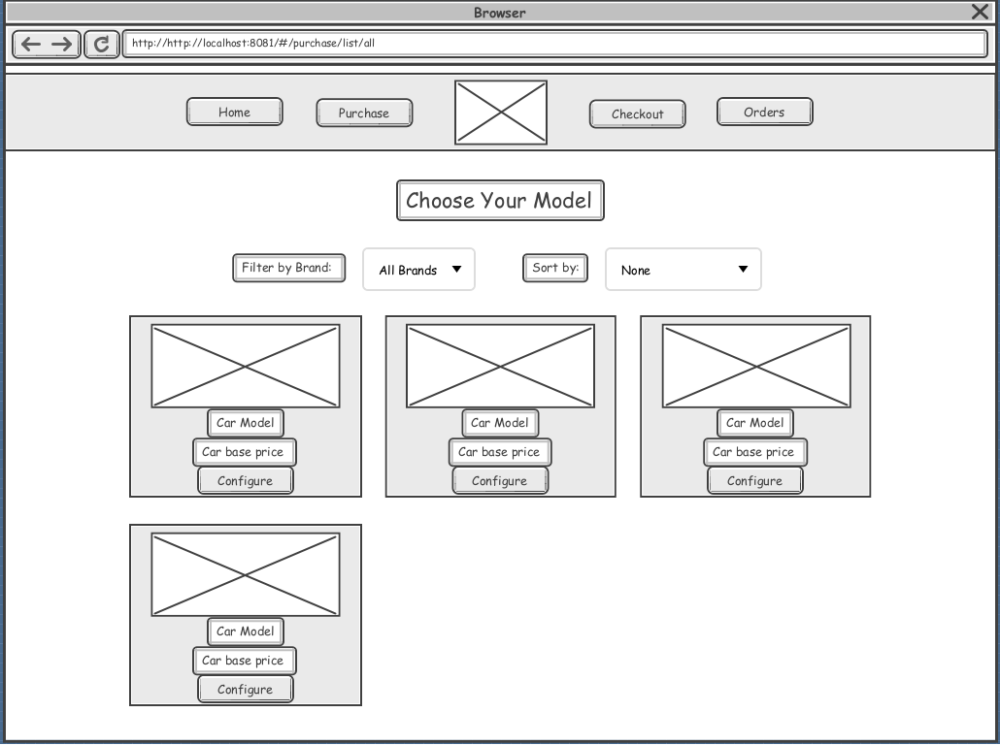 Browser
http://http://localhost:8081/#/purchase/list/all
Home Purchase Checkout Orders
Choose Your Model
Filter by Brand: All Brands Sort by: None
Car Model Car Model Car Model
Car base price Car base price Car base price
Configure Configure Configure
Car Model
Car base price
Configure